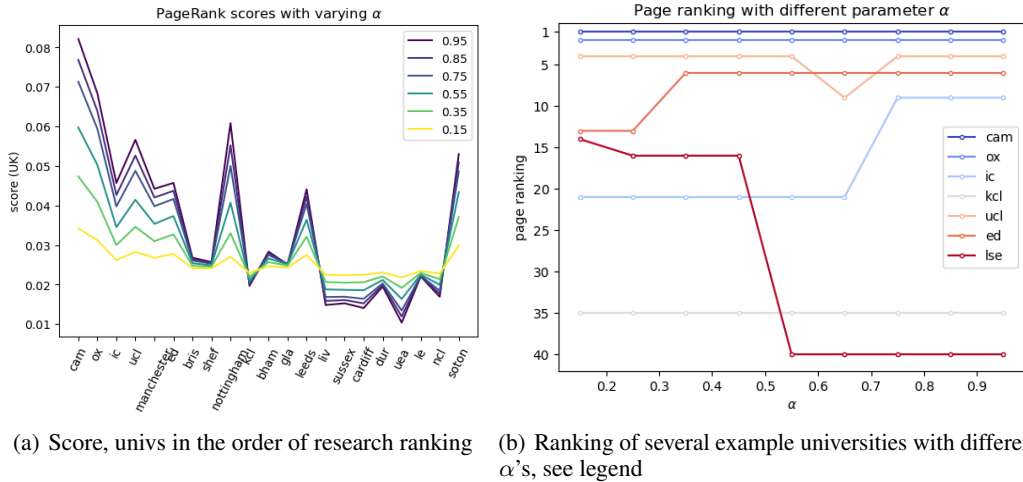 PageRank scores with varying α
0.08
0.07
0.06
0.05
0.04
0.03
0.02
0.01
score (UK)
0.95
0.85
0.75
0.55
0.35
0.15
cam
ox
ic
ucl
manchester
ed
bris
shef
nottingham
kcl
bham
gla
leeds
liv
sussex
cardiff
dur
uea
le
ncl
soton
(a) Score, univs in the order of research ranking
Page ranking with different parameter α
1
5
10
15
21
25
30
35
40
page ranking
cam
ox
ic
kcl
ucl
ed
lse
0.2 0.3 0.4 0.5 0.6 0.7 0.8 0.9
α
(b) Ranking of several example universities with differe
α's, see legend